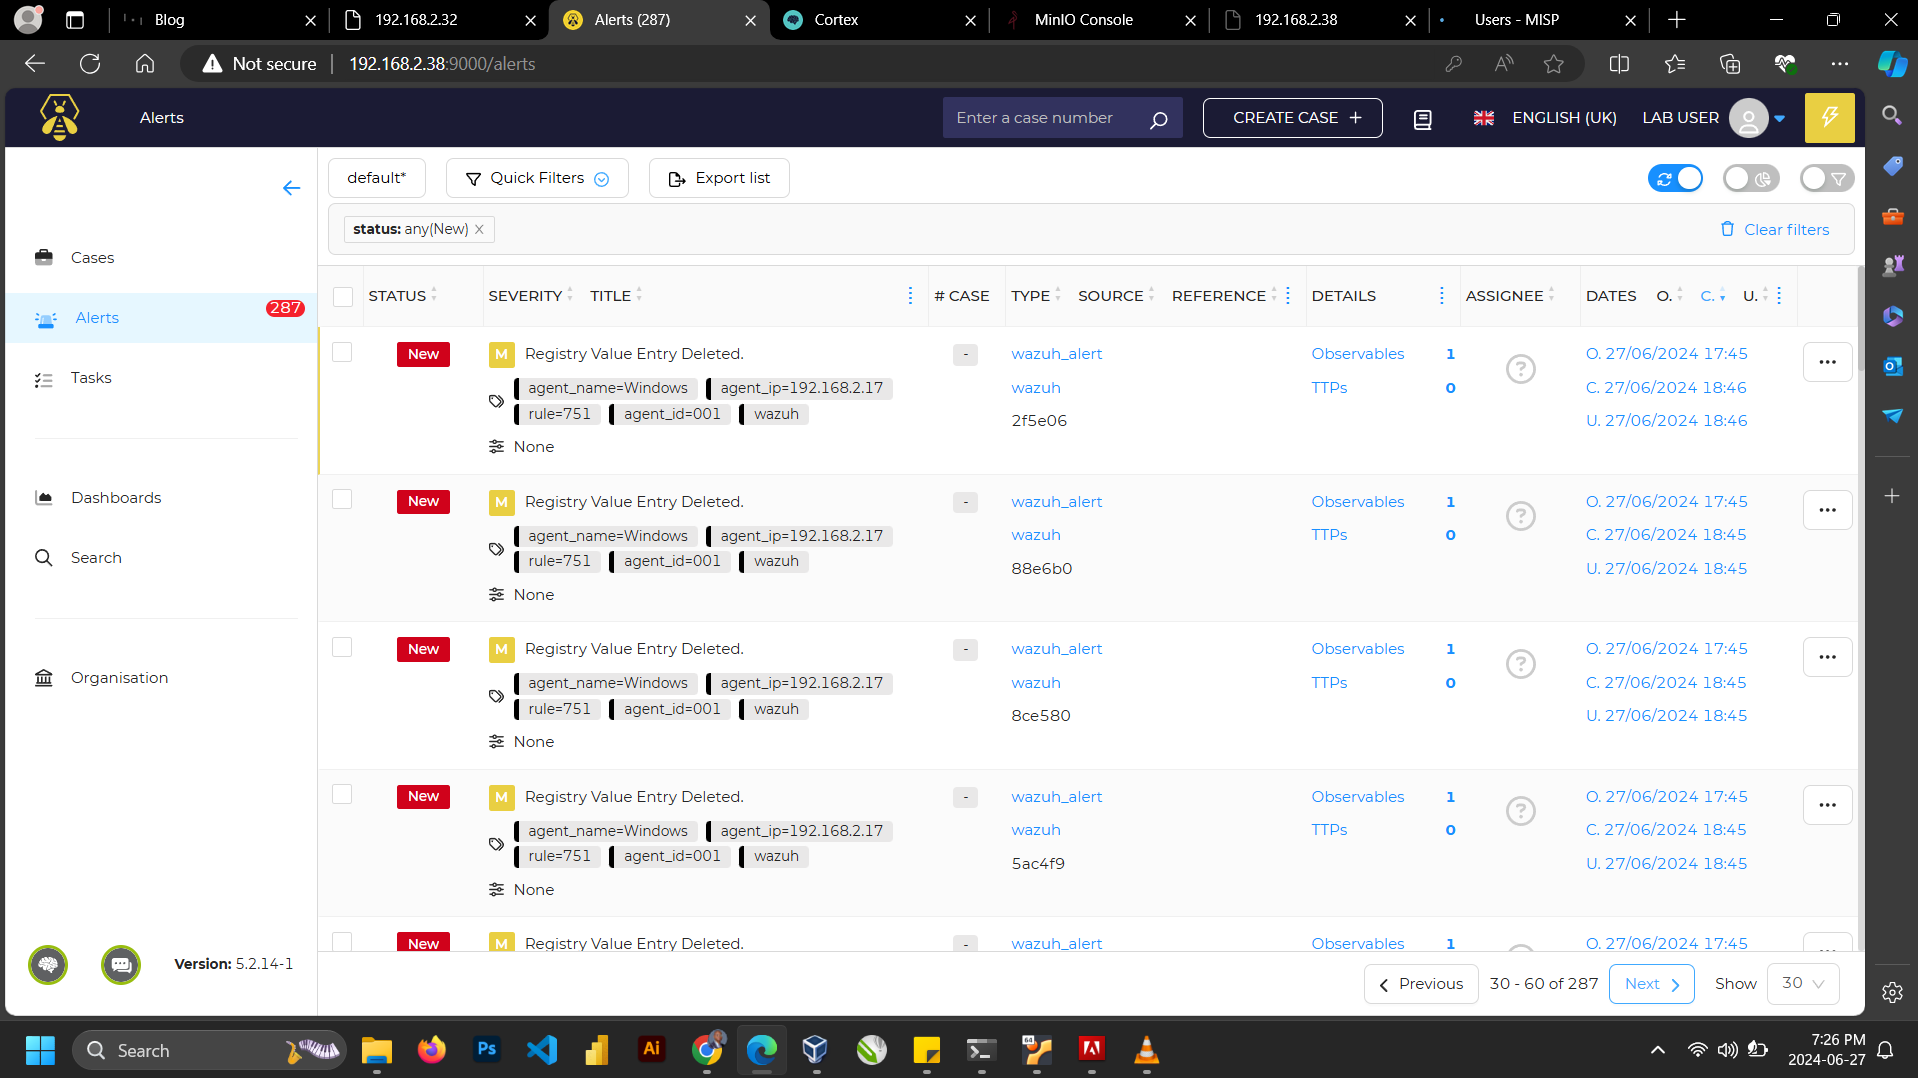 Blog
192.168.2.32
Alerts (287)
Cortex
MinIO Console
192.168.2.38
Users - MISP
Not secure
192.168.2.38:9000/alerts
Alerts
Enter a case number
CREATE CASE +
ENGLISH (UK)
LAB USER
default*
Quick Filters
Export list
status: any(New)
Clear filters
Cases
Alerts
287
Tasks
Dashboards
Search
Organisation
Version: 5.2.14-1
STATUS SEVERITY TITLE # CASE TYPE SOURCE REFERENCE DETAILS ASSIGNEE DATES O. C. U.
New M Registry Value Entry Deleted. - wazuh_alert Observables 1 ? O. 27/06/2024 17:45
agent_name=Windows agent_ip=192.168.2.17 wazuh TTPs 0 C. 27/06/2024 18:46
rule=751 agent_id=001 wazuh 2f5e06 U. 27/06/2024 18:46
None
New M Registry Value Entry Deleted. - wazuh_alert Observables 1 ? O. 27/06/2024 17:45
agent_name=Windows agent_ip=192.168.2.17 wazuh TTPs 0 C. 27/06/2024 18:45
rule=751 agent_id=001 wazuh 88e6b0 U. 27/06/2024 18:45
None
New M Registry Value Entry Deleted. - wazuh_alert Observables 1 ? O. 27/06/2024 17:45
agent_name=Windows agent_ip=192.168.2.17 wazuh TTPs 0 C. 27/06/2024 18:45
rule=751 agent_id=001 wazuh 8ce580 U. 27/06/2024 18:45
None
New M Registry Value Entry Deleted. - wazuh_alert Observables 1 ? O. 27/06/2024 17:45
agent_name=Windows agent_ip=192.168.2.17 wazuh TTPs 0 C. 27/06/2024 18:45
rule=751 agent_id=001 wazuh 5ac4f9 U. 27/06/2024 18:45
None
New M Registry Value Entry Deleted. - wazuh_alert Observables 1 O. 27/06/2024 17:45
Previous 30 - 60 of 287 Next Show 30
Search
Ps
Ai
64
7:26 PM
2024-06-27